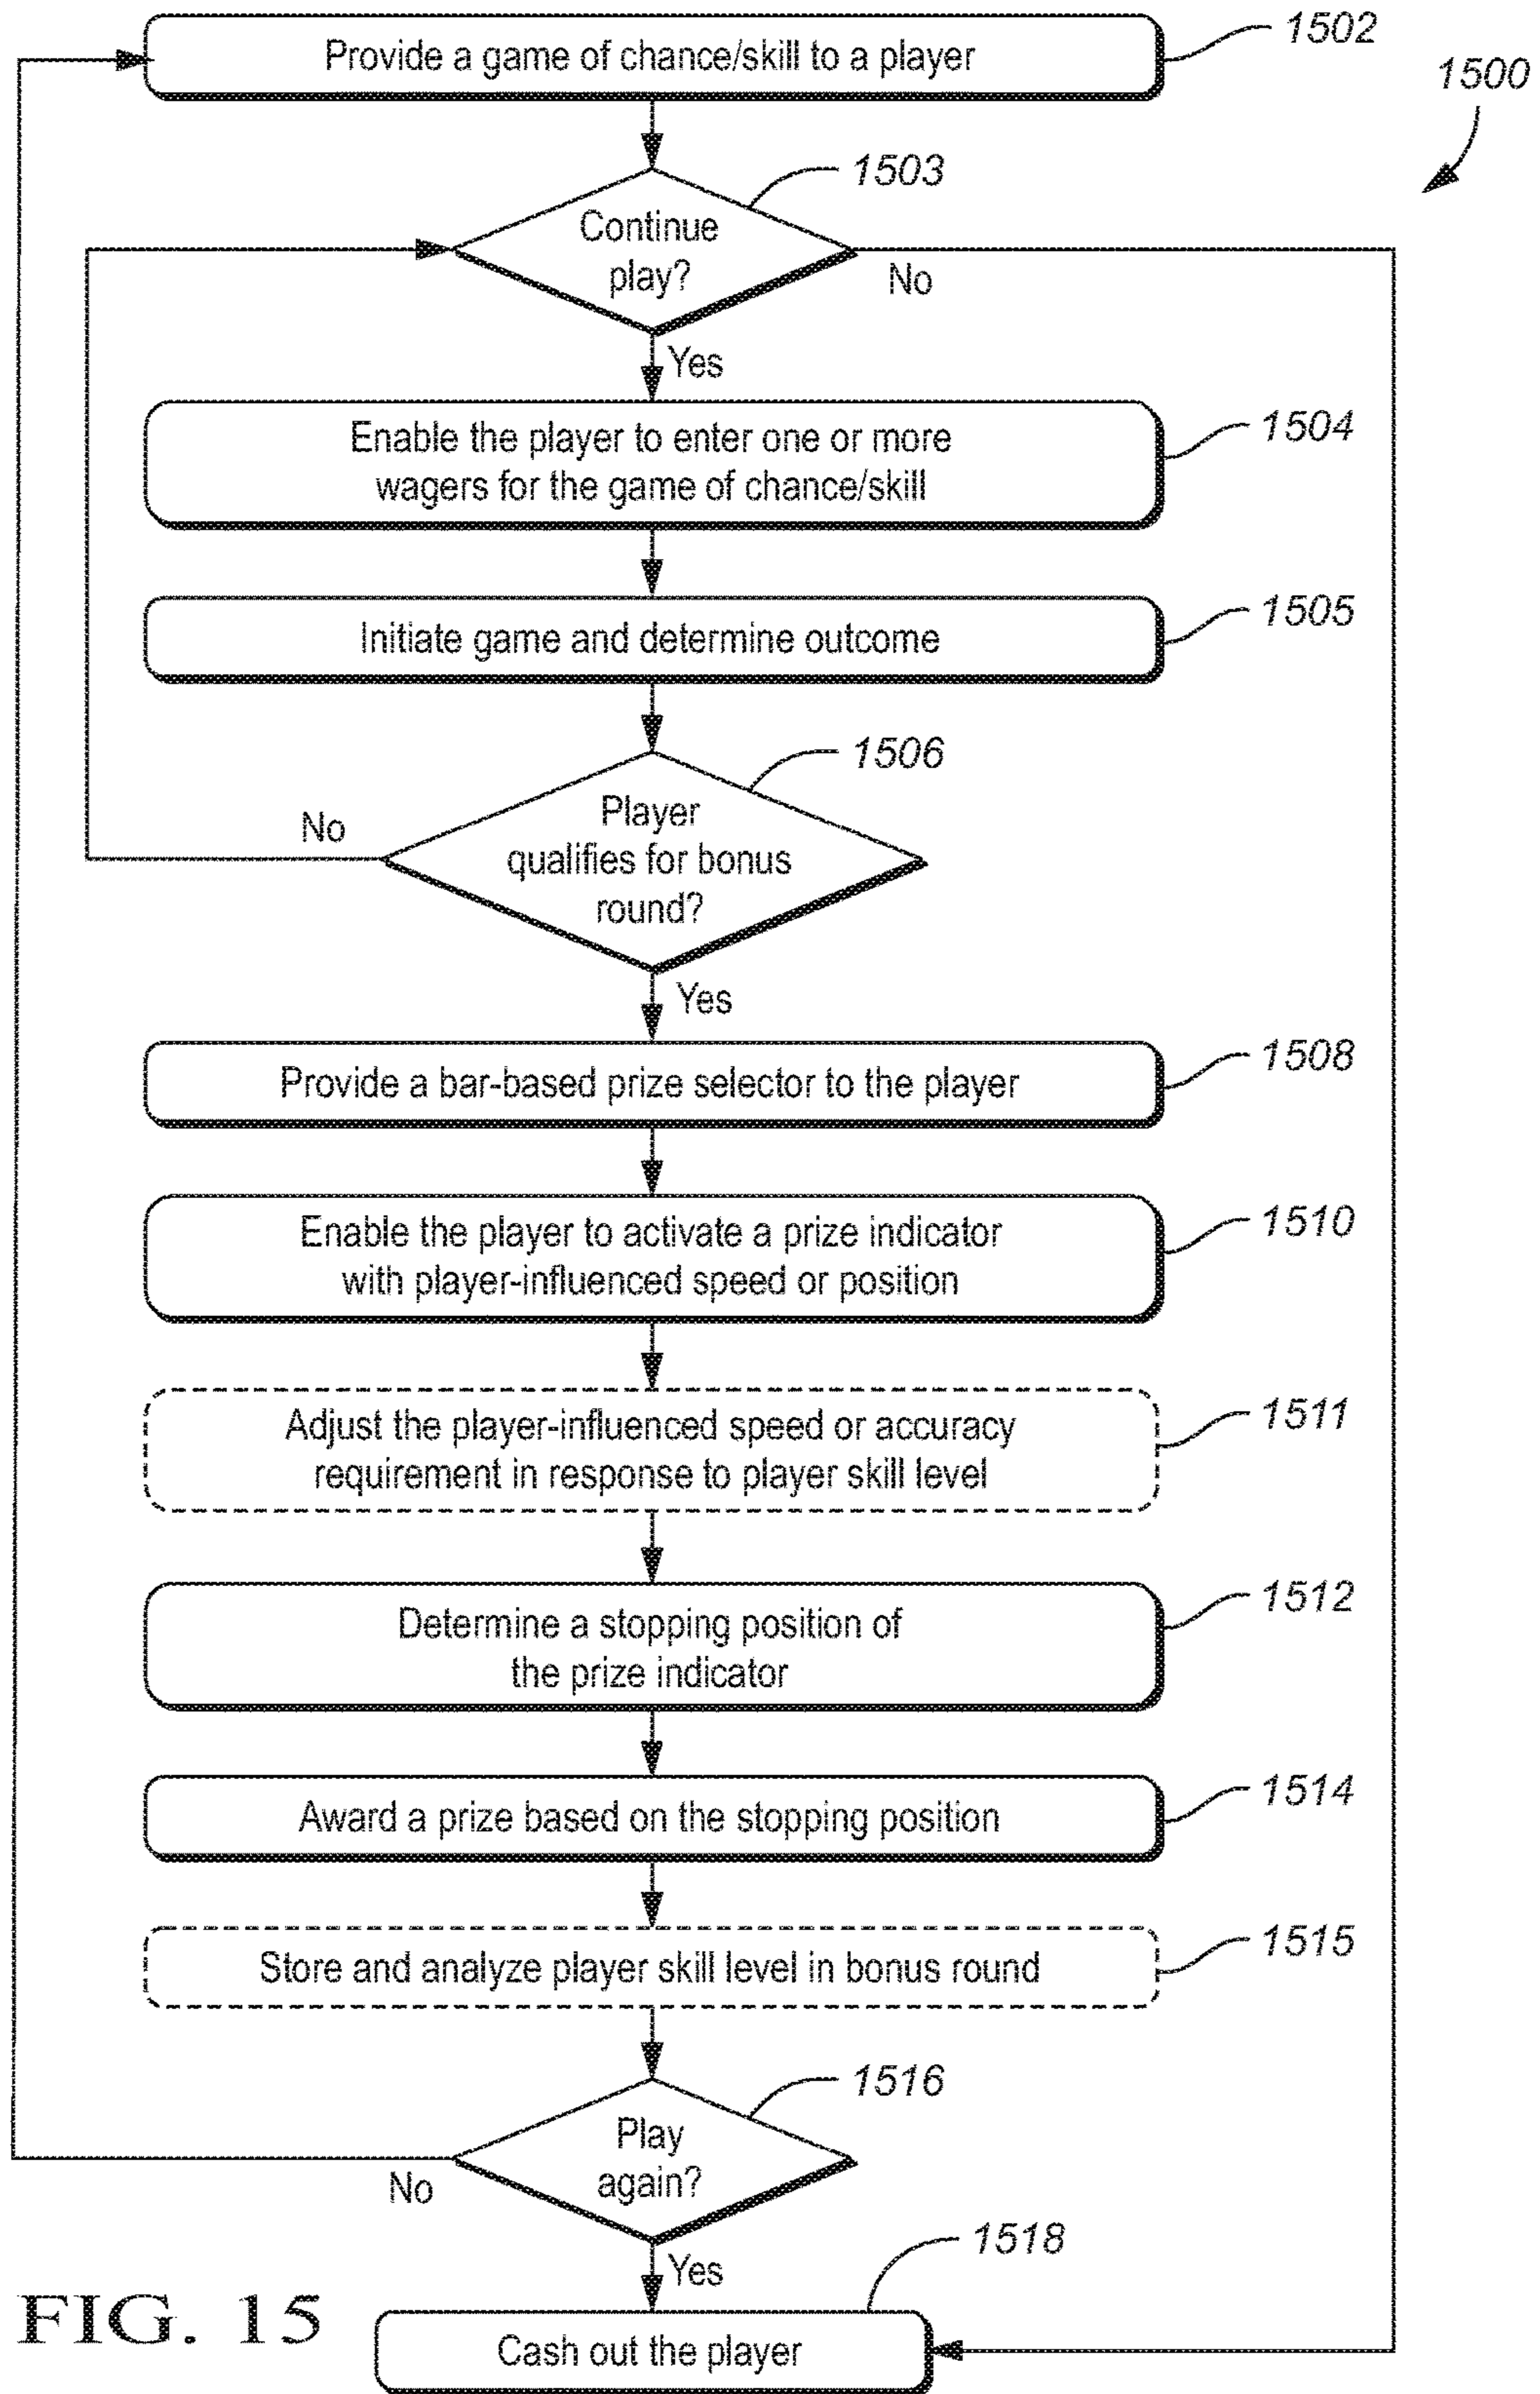 Provide a game of chance/skill to a player
1502
1500
1503
Continue
play?
No
Yes
Enable the player to enter one or more
wagers for the game of chance/skill
1504
Initiate game and determine outcome
1505
1506
Player
qualifies for bonus
round?
No
Yes
Provide a bar-based prize selector to the player
1508
Enable the player to activate a prize indicator
with player-influenced speed or position
1510
Adjust the player-influenced speed or accuracy
requirement in response to player skill level
1511
Determine a stopping position of
the prize indicator
1512
Award a prize based on the stopping position
1514
Store and analyze player skill level in bonus round
1515
1516
Play
again?
No
Yes
1518
Cash out the player
FIG. 15